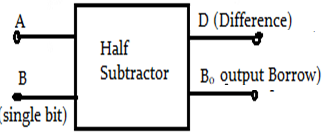 A
D (Difference)
Half
Subtractor
B
B₀ output Borrow)
(single bit)